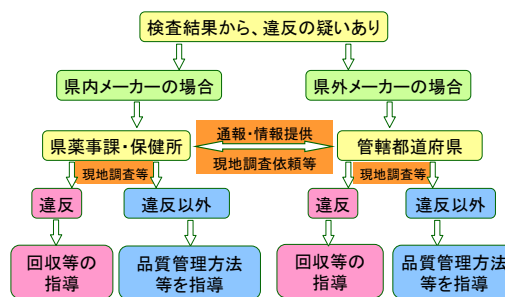 検査結果から、違反の疑いあり
県内メーカーの場合
県外メーカーの場合
通報・情報提供
県薬事課・保健所
管轄都道府県
現地調査依頼等
現地調査等
現地調査等
違反
違反以外
違反
違反以外
回収等の
指導
品質管理方法
等を指導
回収等の
指導
品質管理方法
等を指導